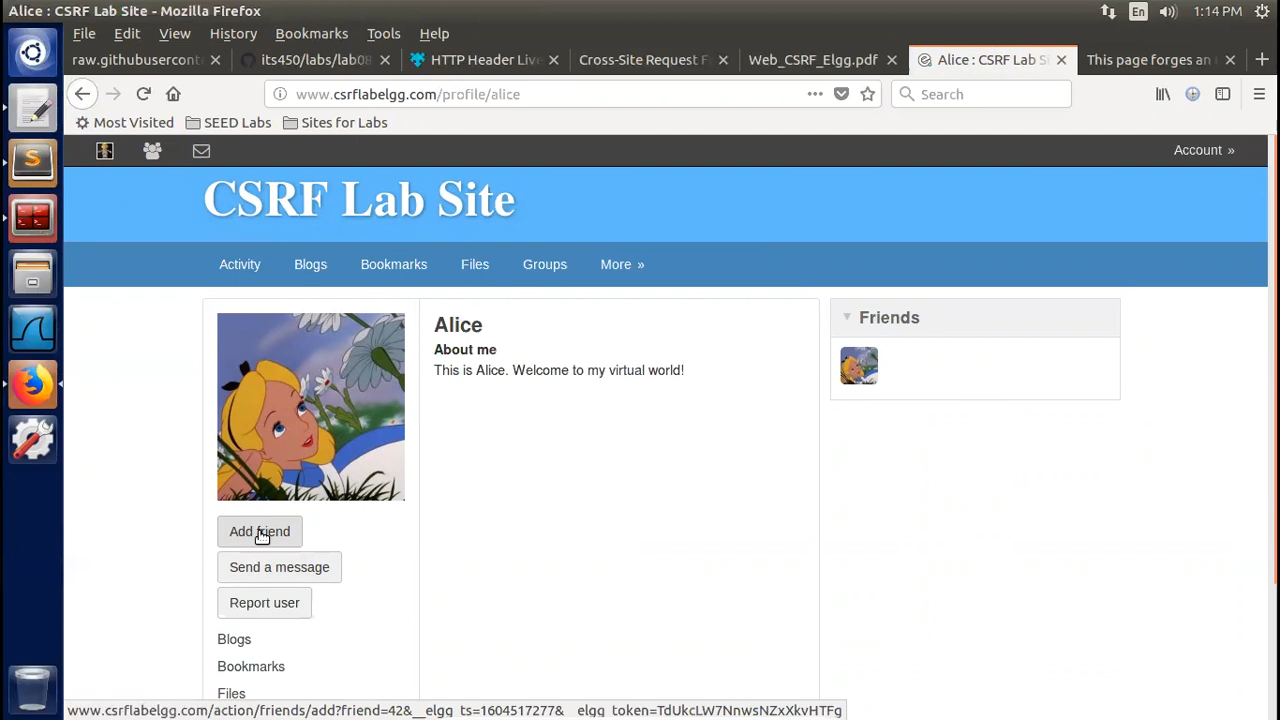 Alice : CSRF Lab Site - Mozilla Firefox
En
1:14 PM
File Edit View History Bookmarks Tools Help
raw.githubusercont
its450/labs/lab08
HTTP Header Live
Cross-Site Request F
Web_CSRF_Elgg.pdf
Alice : CSRF Lab S
This page forges an
www.csrflabelgg.com/profile/alice
Search
Most Visited
SEED Labs
Sites for Labs
Account »
CSRF Lab Site
Activity Blogs Bookmarks Files Groups More »
Alice
About me
This is Alice. Welcome to my virtual world!
Friends
Add friend
Send a message
Report user
Blogs
Bookmarks
Files
www.csrflabelgg.com/action/friends/add?friend=42&__elgg_ts=1604517277&__elgg_token=TdUkcLW7NnwsNZxXkvHTFg